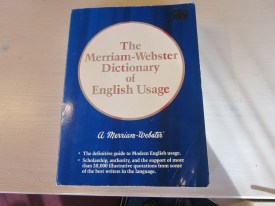 The
Merriam-Webster
Dictionary
of
English Usage
A Merriam-Webster®
• The definitive guide to Modern English usage.
• Scholarship, authority, and the support of more
than 20,000 illustrative quotations from some
of the best writers in the language.